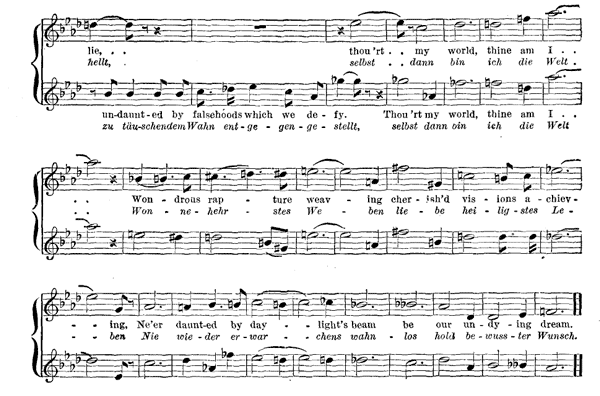 lie, . . thou'rt . . my world, thine am I . .
hellt, . selbst . . dann bin ich die Welt .
un-daunt-ed by falsehoods which we de-fy. Thou'rt my world, thine am I . .
zu täu-schendem Wahn ent-ge-gen-ge-stellt, selbst dann oin ich die Welt
. . Won-drous rap-ture weav-ing cher-ish'd vis-ions a-chiev-
. . Won-ne-hehr-stes We-ben lie-be hei-lig-stes Le-
- - ing, Ne'er daunt-ed by day-light's beam be our un-dy-ing dream.
- - ben Nie wie-der er-war-chens wahn-los hold be-wuss-ter Wunsch.